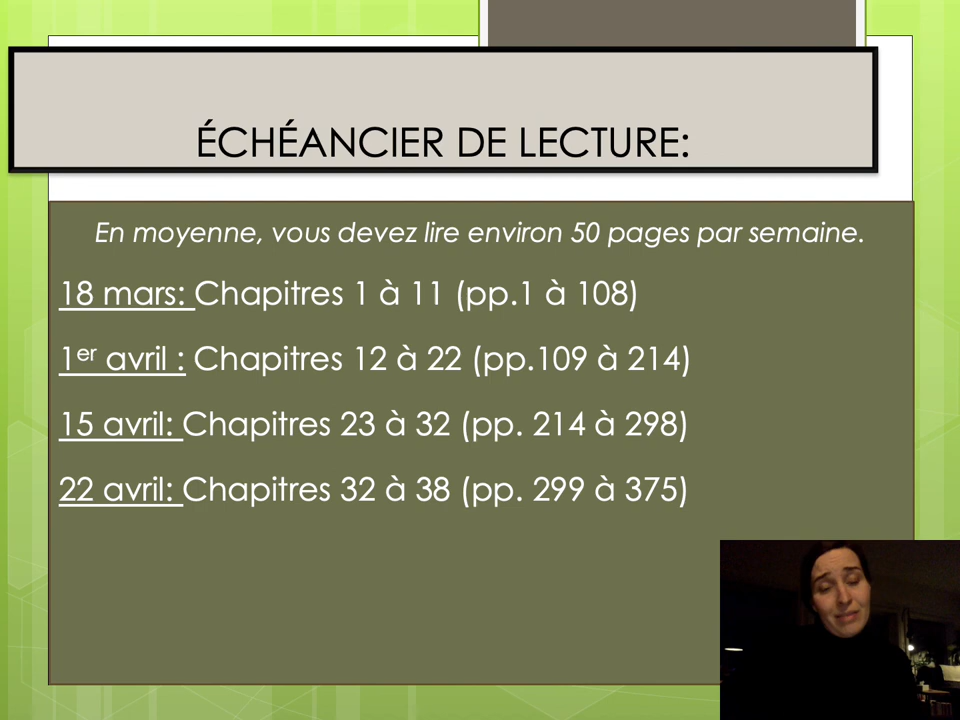 ÉCHÉANCIER DE LECTURE:
En moyenne, vous devez lire environ 50 pages par semaine.
18 mars: Chapitres 1 à 11 (pp.1 à 108)
1er avril : Chapitres 12 à 22 (pp.109 à 214)
15 avril: Chapitres 23 à 32 (pp. 214 à 298)
22 avril: Chapitres 32 à 38 (pp. 299 à 375)